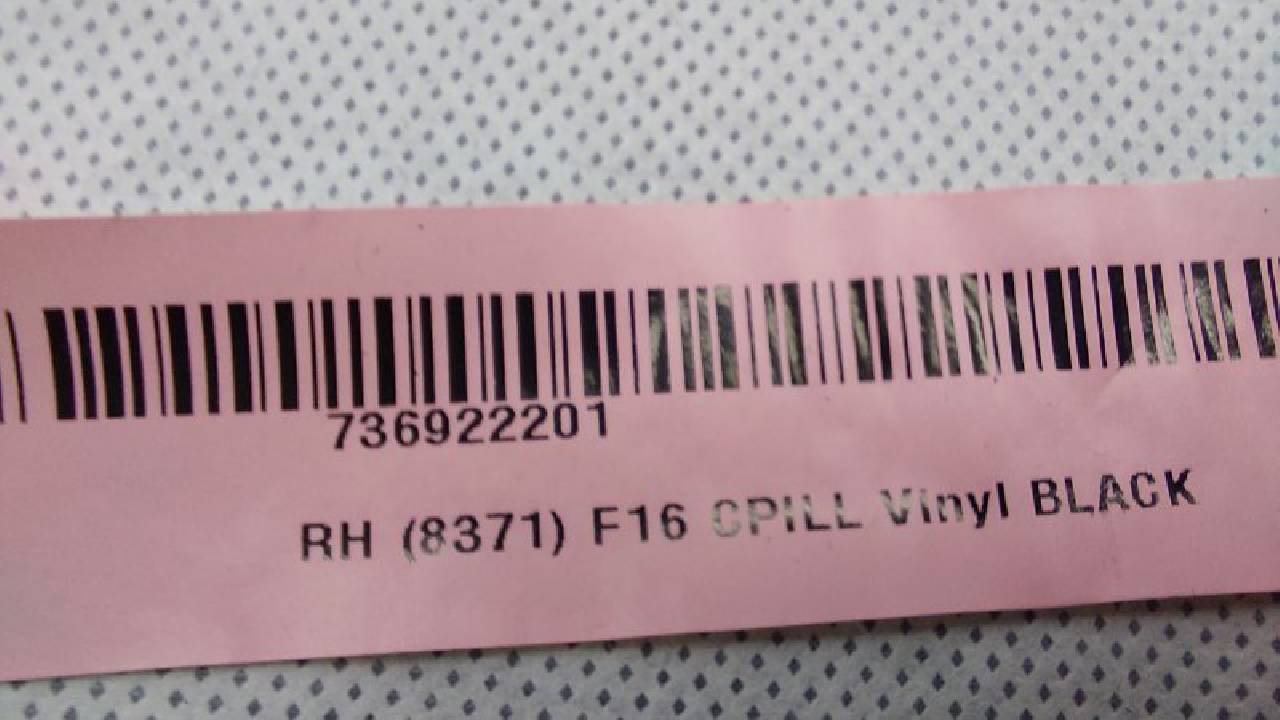 736922201
RH (8371) F16 CPILL Vinyl BLACK